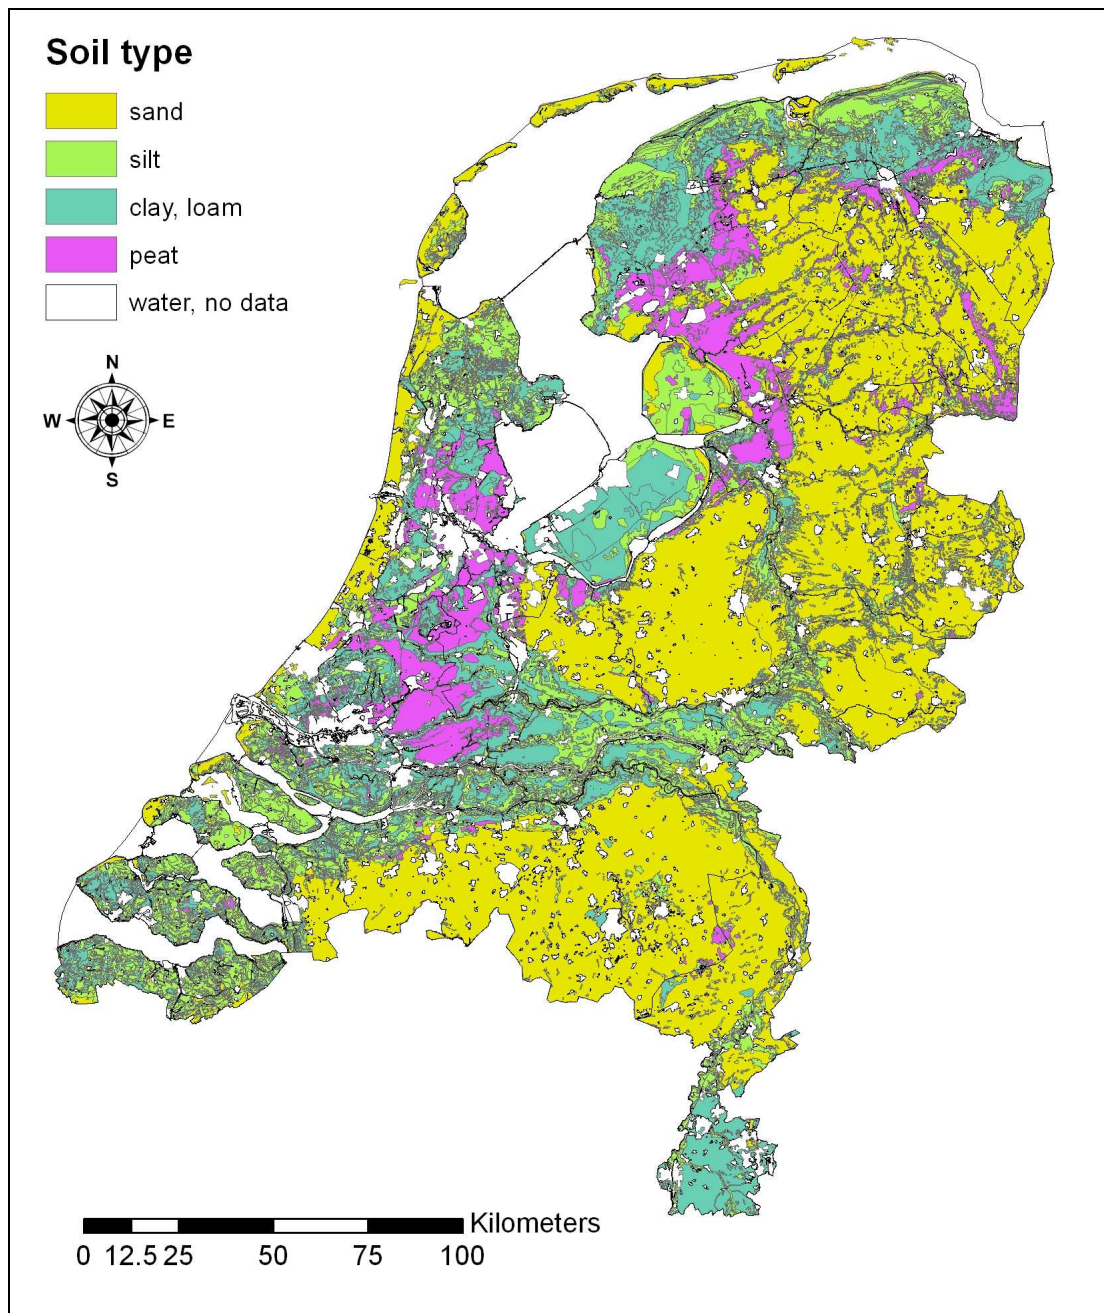 Soil type
sand
silt
clay, loam
peat
water, no data
N
W E
S
Kilometers
0 12.5 25 50 75 100